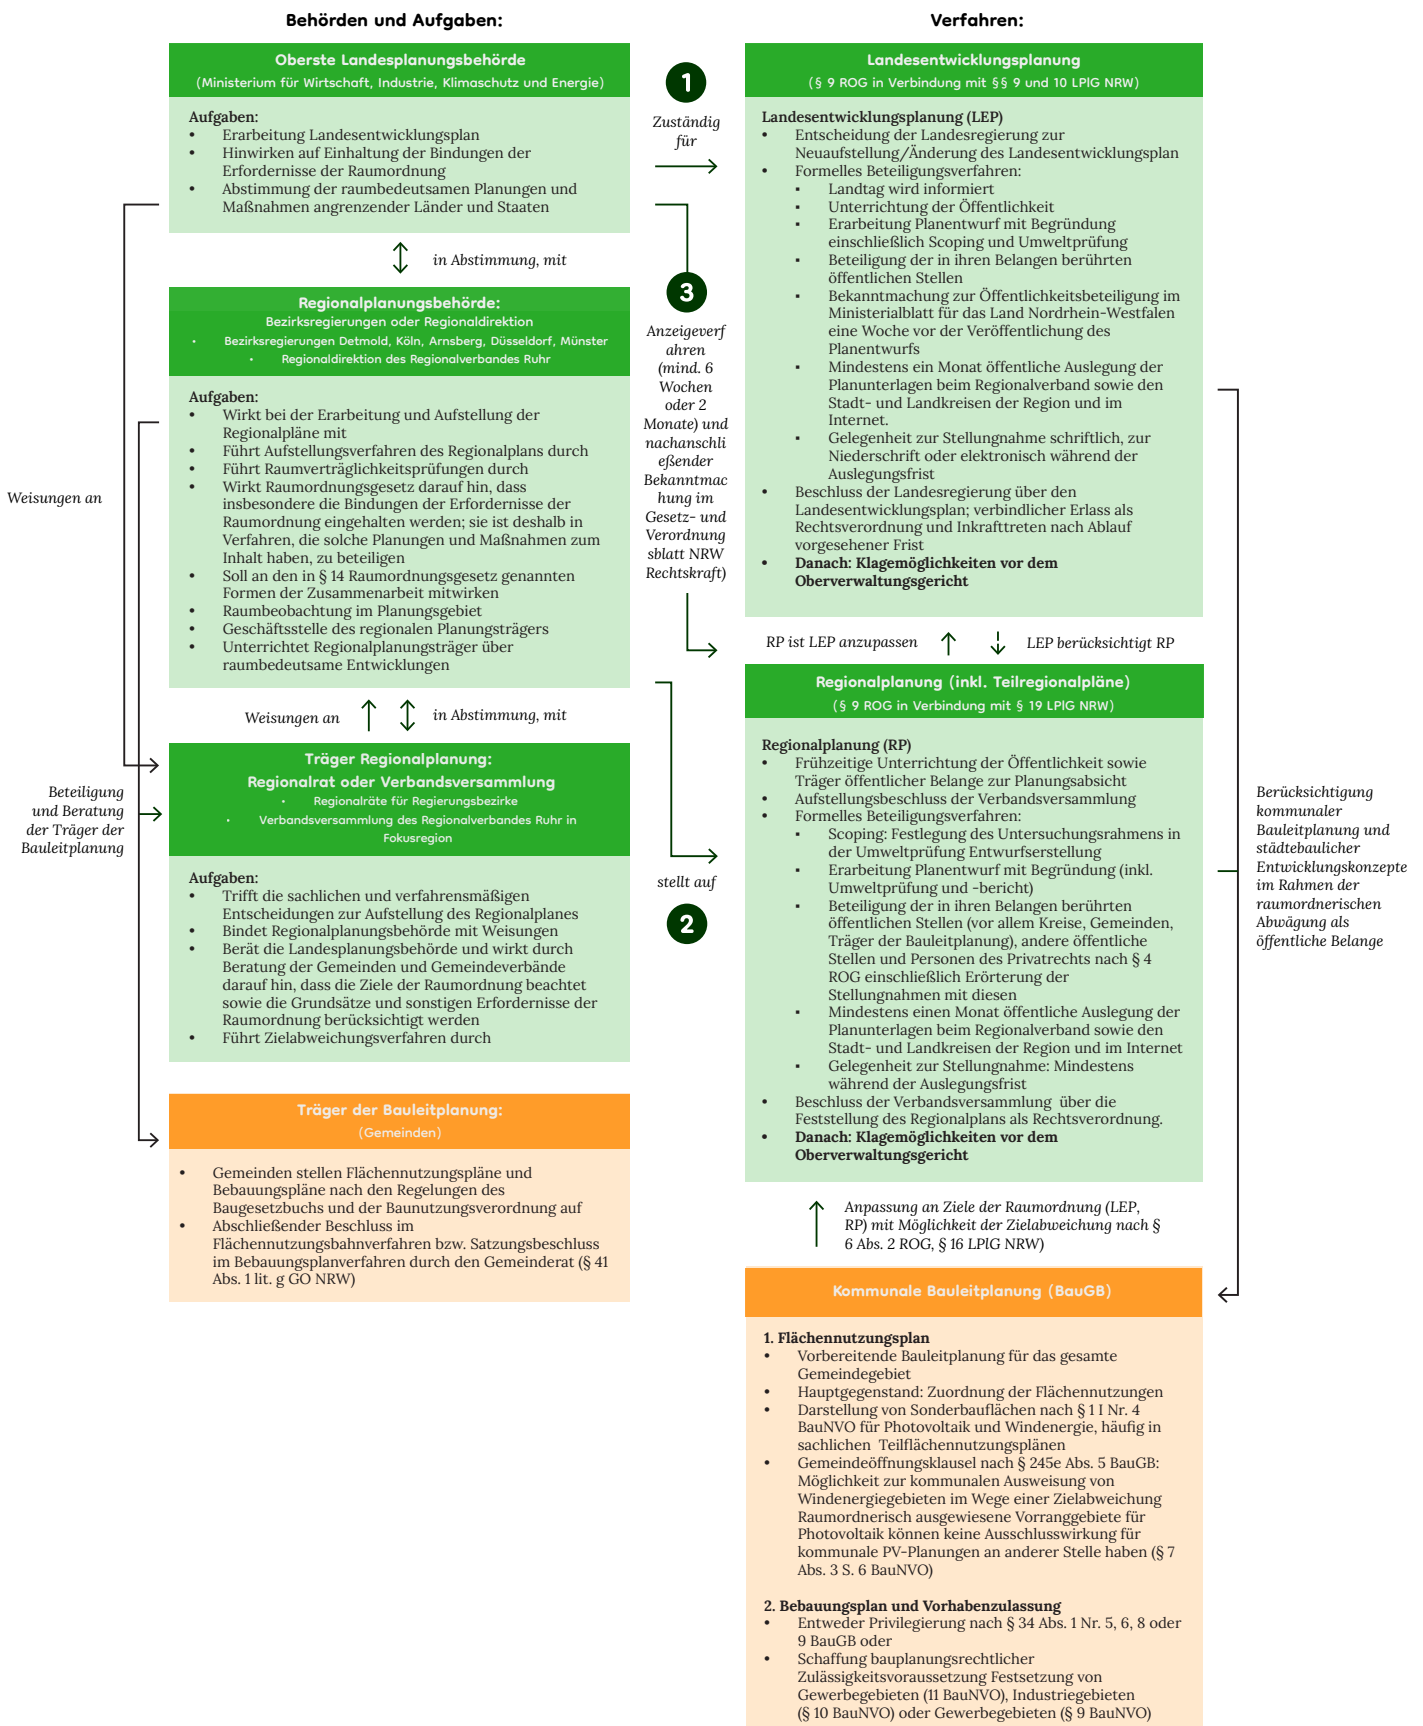 Behörden und Aufgaben:
Oberste Landesplanungsbehörde
(Ministerium für Wirtschaft, Industrie, Klimaschutz und Energie)
Aufgaben:
• Erarbeitung Landesentwicklungsplan
• Hinwirken auf Einhaltung der Bindungen der
Erfordernisse der Raumordnung
• Abstimmung der raumbedeutsamen Planungen und
Maßnahmen angrenzender Länder und Staaten
in Abstimmung, mit
Regionalplanungsbehörde:
Bezirksregierungen oder Regionaldirektion
• Bezirksregierungen Detmold, Köln, Arnsberg, Düsseldorf, Münster
• Regionaldirektion des Regionalverbandes Ruhr
Aufgaben:
• Wirkt bei der Erarbeitung und Aufstellung der
Regionalpläne mit
• Führt Aufstellungsverfahren des Regionalplans durch
• Führt Raumverträglichkeitsprüfungen durch
• Wirkt Raumordnungsgesetz darauf hin, dass
insbesondere die Bindungen der Erfordernisse der
Raumordnung eingehalten werden; sie ist deshalb in
Verfahren, die solche Planungen und Maßnahmen zum
Inhalt haben, zu beteiligen
• Soll an den in § 14 Raumordnungsgesetz genannten
Formen der Zusammenarbeit mitwirken
• Raumbeobachtung im Planungsgebiet
• Geschäftsstelle des regionalen Planungsträgers
• Unterrichtet Regionalplanungsträger über
raumbedeutsame Entwicklungen
Weisungen an
Weisungen an
in Abstimmung, mit
Träger Regionalplanung:
Regionalrat oder Verbandsversammlung
• Regionalräte für Regierungsbezirke
• Verbandsversammlung des Regionalverbandes Ruhr in
Fokusregion
Beteiligung
und Beratung
der Träger der
Bauleitplanung
Aufgaben:
• Trifft die sachlichen und verfahrensmäßigen
Entscheidungen zur Aufstellung des Regionalplanes
• Bindet Regionalplanungsbehörde mit Weisungen
• Berät die Landesplanungsbehörde und wirkt durch
Beratung der Gemeinden und Gemeindeverbände
darauf hin, dass die Ziele der Raumordnung beachtet
sowie die Grundsätze und sonstigen Erfordernisse der
Raumordnung berücksichtigt werden
• Führt Zielabweichungsverfahren durch
Träger der Bauleitplanung:
(Gemeinden)
• Gemeinden stellen Flächennutzungspläne und
Bebauungspläne nach den Regelungen des
Baugesetzbuchs und der Baunutzungsverordnung auf
• Abschließender Beschluss im
Flächennutzungsbahnverfahren bzw. Satzungsbeschluss
im Bebauungsplanverfahren durch den Gemeinderat (§ 41
Abs. 1 lit. g GO NRW)
1
Zuständig
für
3
Anzeigeverf
ahren
(mind. 6
Wochen
oder 2
Monate) und
nachanschli
eßender
Bekanntmac
hung im
Gesetz- und
Verordnung
sblatt NRW
Rechtskraft)
stellt auf
2
Verfahren:
Landesentwicklungsplanung
(§ 9 ROG in Verbindung mit §§ 9 und 10 LPlG NRW)
Landesentwicklungsplanung (LEP)
• Entscheidung der Landesregierung zur
Neuaufstellung/Änderung des Landesentwicklungsplan
• Formelles Beteiligungsverfahren:
▪ Landtag wird informiert
▪ Unterrichtung der Öffentlichkeit
▪ Erarbeitung Planentwurf mit Begründung
einschließlich Scoping und Umweltprüfung
▪ Beteiligung der in ihren Belangen berührten
öffentlichen Stellen
▪ Bekanntmachung zur Öffentlichkeitsbeteiligung im
Ministerialblatt für das Land Nordrhein-Westfalen
eine Woche vor der Veröffentlichung des
Planentwurfs
▪ Mindestens ein Monat öffentliche Auslegung der
Planunterlagen beim Regionalverband sowie den
Stadt- und Landkreisen der Region und im
Internet.
▪ Gelegenheit zur Stellungnahme schriftlich, zur
Niederschrift oder elektronisch während der
Auslegungsfrist
• Beschluss der Landesregierung über den
Landesentwicklungsplan; verbindlicher Erlass als
Rechtsverordnung und Inkrafttreten nach Ablauf
vorgesehener Frist
• Danach: Klagemöglichkeiten vor dem
Oberverwaltungsgericht
RP ist LEP anzupassen
LEP berücksichtigt RP
Regionalplanung (inkl. Teilregionalpläne)
(§ 9 ROG in Verbindung mit § 19 LPlG NRW)
Regionalplanung (RP)
• Frühzeitige Unterrichtung der Öffentlichkeit sowie
Träger öffentlicher Belange zur Planungsabsicht
• Aufstellungsbeschluss der Verbandsversammlung
• Formelles Beteiligungsverfahren:
▪ Scoping: Festlegung des Untersuchungsrahmens in
der Umweltprüfung Entwurfserstellung
▪ Erarbeitung Planentwurf mit Begründung (inkl.
Umweltprüfung und -bericht)
▪ Beteiligung der in ihren Belangen berührten
öffentlichen Stellen (vor allem Kreise, Gemeinden,
Träger der Bauleitplanung), andere öffentliche
Stellen und Personen des Privatrechts nach § 4
ROG einschließlich Erörterung der
Stellungnahmen mit diesen
▪ Mindestens einen Monat öffentliche Auslegung der
Planunterlagen beim Regionalverband sowie den
Stadt- und Landkreisen der Region und im Internet
▪ Gelegenheit zur Stellungnahme: Mindestens
während der Auslegungsfrist
• Beschluss der Verbandsversammlung über die
Feststellung des Regionalplans als Rechtsverordnung.
• Danach: Klagemöglichkeiten vor dem
Oberverwaltungsgericht
Berücksichtigung
kommunaler
Bauleitplanung und
städtebaulicher
Entwicklungskonzepte
im Rahmen der
raumordnerischen
Abwägung als
öffentliche Belange
Anpassung an Ziele der Raumordnung (LEP,
RP) mit Möglichkeit der Zielabweichung nach §
6 Abs. 2 ROG, § 16 LPlG NRW)
Kommunale Bauleitplanung (BauGB)
1. Flächennutzungsplan
• Vorbereitende Bauleitplanung für das gesamte
Gemeindegebiet
• Hauptgegenstand: Zuordnung der Flächennutzungen
• Darstellung von Sonderbauflächen nach § 1 I Nr. 4
BauNVO für Photovoltaik und Windenergie, häufig in
sachlichen Teilflächennutzungsplänen
• Gemeindeöffnungsklausel nach § 245e Abs. 5 BauGB:
Möglichkeit zur kommunalen Ausweisung von
Windenergiegebieten im Wege einer Zielabweichung
Raumordnerisch ausgewiesene Vorranggebiete für
Photovoltaik können keine Ausschlusswirkung für
kommunale PV-Planungen an anderer Stelle haben (§ 7
Abs. 3 S. 6 BauNVO)
2. Bebauungsplan und Vorhabenzulassung
• Entweder Privilegierung nach § 34 Abs. 1 Nr. 5, 6, 8 oder
9 BauGB oder
• Schaffung bauplanungsrechtlicher
Zulässigkeitsvoraussetzung Festsetzung von
Gewerbegebieten (11 BauNVO), Industriegebieten
(§ 10 BauNVO) oder Gewerbegebieten (§ 9 BauNVO)